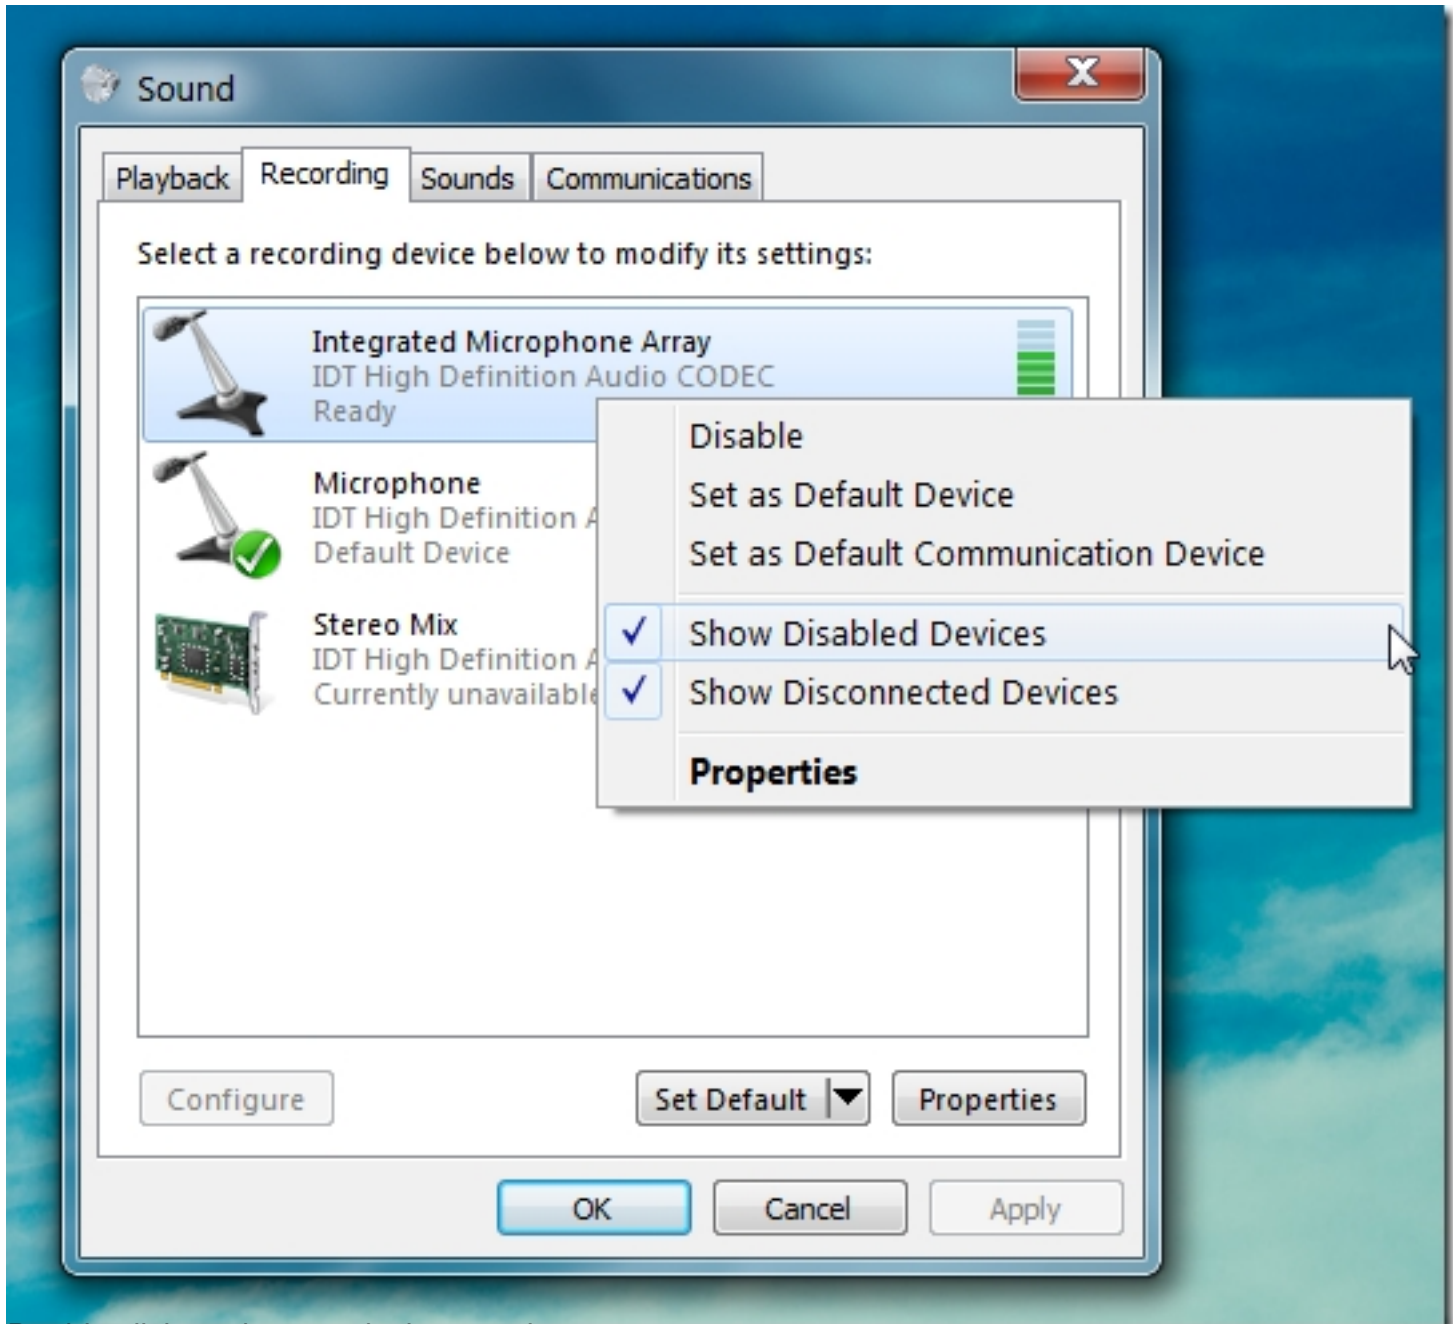 Sound
X
Playback
Recording
Sounds
Communications
Select a recording device below to modify its settings:
Integrated Microphone Array
IDT High Definition Audio CODEC
Ready
Microphone
IDT High Definition
Default Device
Stereo Mix
IDT High Definition
Currently unavailable
Disable
Set as Default Device
Set as Default Communication Device
Show Disabled Devices
Show Disconnected Devices
Properties
Configure
Set Default
Properties
OK
Cancel
Apply